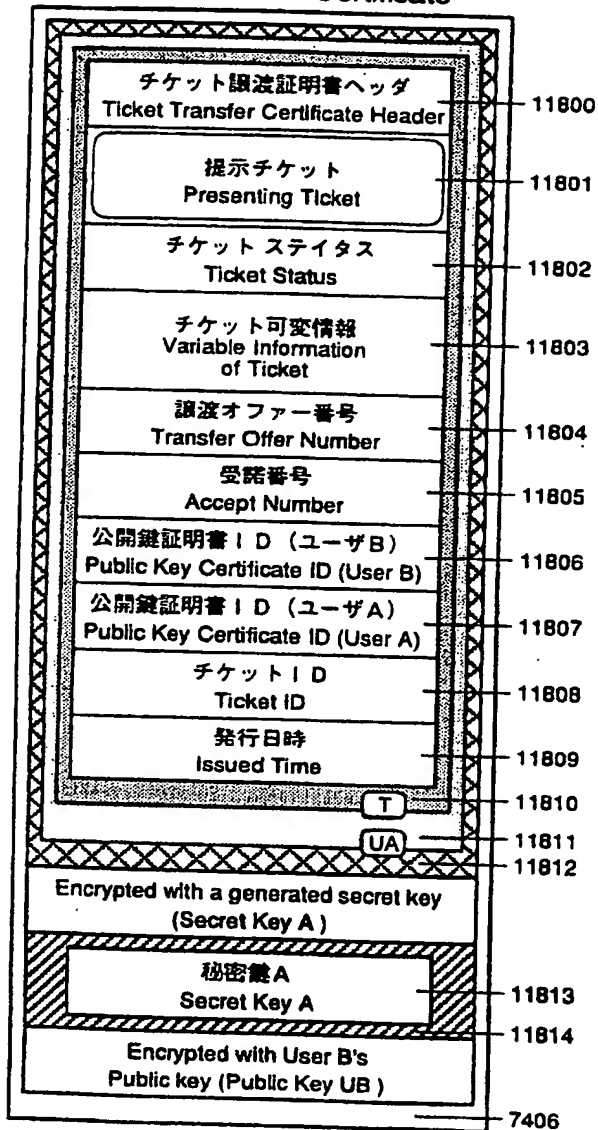 チケット譲渡証明書ヘッダ
Ticket Transfer Certificate Header
11800
提示チケット
Presenting Ticket
11801
チケット ステイタス
Ticket Status
11802
チケット可変情報
Variable Information
of Ticket
11803
譲渡オファー番号
Transfer Offer Number
11804
受諾番号
Accept Number
11805
公開鍵証明書ID(ユーザB)
Public Key Certificate ID (User B)
11806
公開鍵証明書ID(ユーザA)
Public Key Certificate ID (User A)
11807
チケットID
Ticket ID
11808
発行日時
Issued Time
11809
T
11810
UA
11811
11812
Encrypted with a generated secret key
(Secret Key A )
秘密鍵A
Secret Key A
11813
11814
Encrypted with User B's
Public key (Public Key UB )
7406